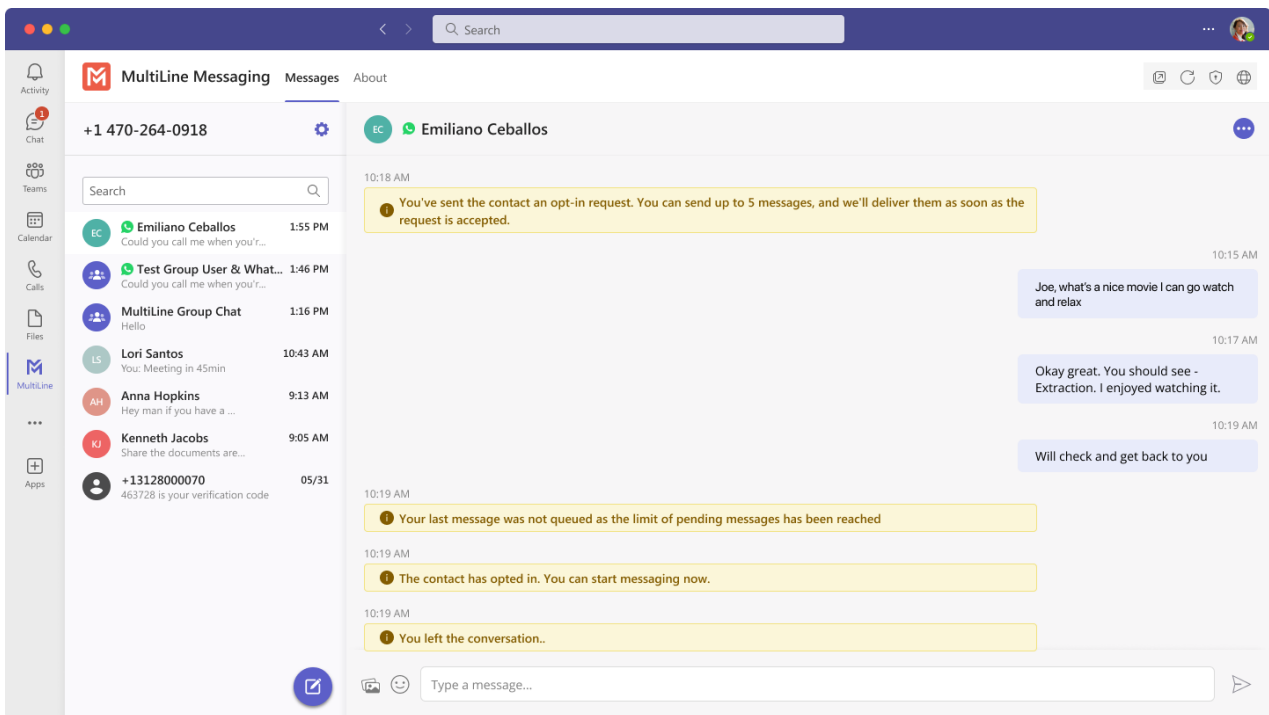 Search
Activity
1
Chat
Teams
Calendar
Calls
Files
MultiLine
Apps
MultiLine Messaging
Messages
About
+1 470-264-0918
Search
EC
Emiliano Ceballos
1:55 PM
Could you call me when you'r...
Test Group User & What...
1:46 PM
Could you call me when you'r...
MultiLine Group Chat
1:16 PM
Hello
LS
Lori Santos
10:43 AM
You: Meeting in 45min
AH
Anna Hopkins
9:13 AM
Hey man if you have a ...
KJ
Kenneth Jacobs
9:05 AM
Share the documents are...
+13128000070
05/31
463728 is your verification code
EC
Emiliano Ceballos
10:18 AM
You've sent the contact an opt-in request. You can send up to 5 messages, and we'll deliver them as soon as the
request is accepted.
10:15 AM
Joe, what's a nice movie I can go watch
and relax
10:17 AM
Okay great. You should see -
Extraction. I enjoyed watching it.
10:19 AM
Will check and get back to you
10:19 AM
Your last message was not queued as the limit of pending messages has been reached
10:19 AM
The contact has opted in. You can start messaging now.
10:19 AM
You left the conversation..
Type a message...